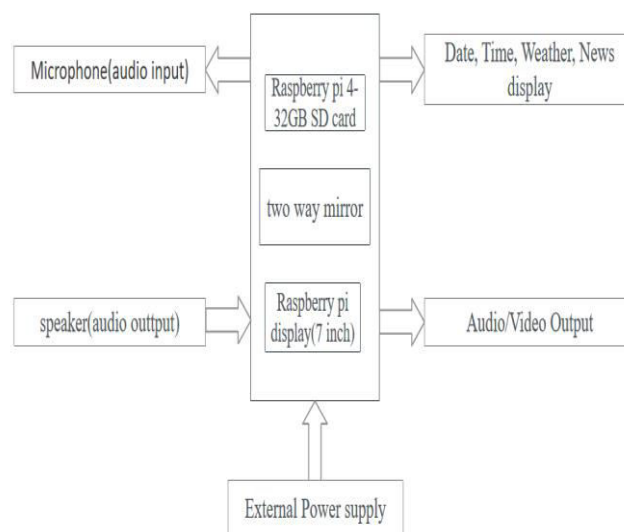 Microphone(audio input)
Date, Time, Weather, News
display
Raspberry pi 4-
32GB SD card
two way mirror
speaker(audio outtput)
Raspberry pi
display(7 inch)
Audio/Video Output
External Power supply